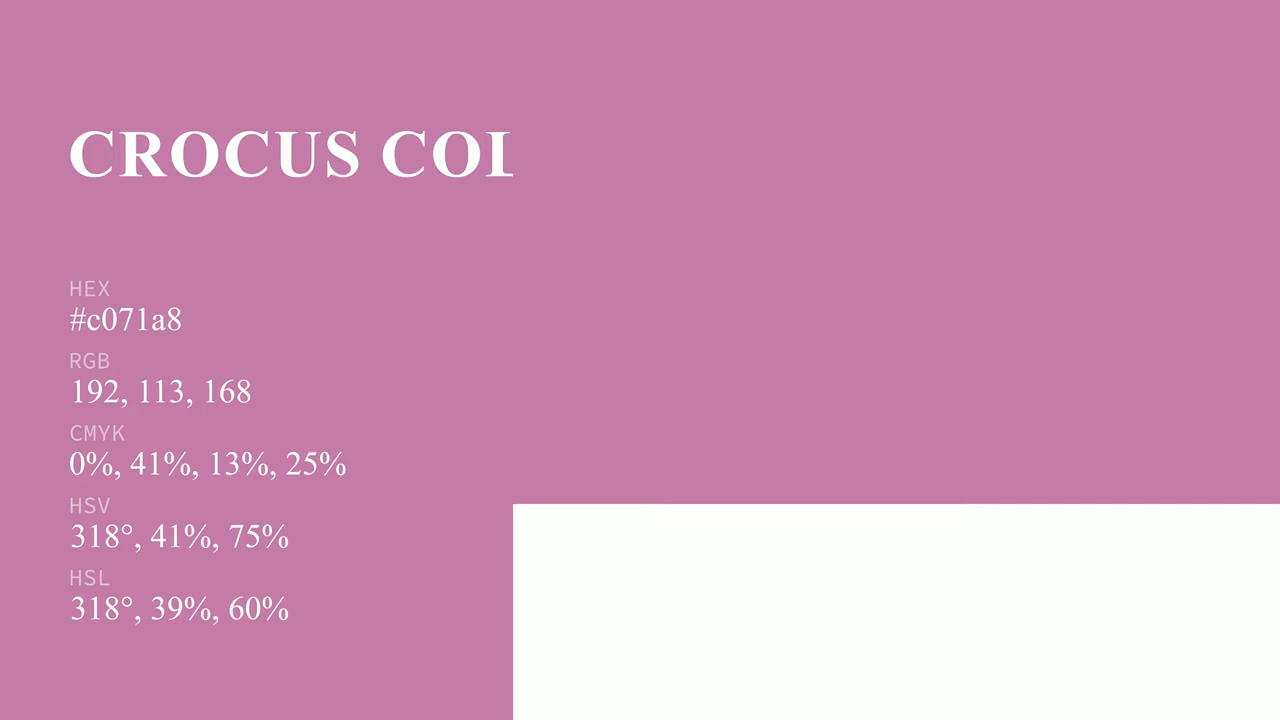 CROCUS COL
HEX
#c071a8
RGB
192, 113, 168
CMYK
0%, 41%, 13%, 25%
HSV
318°, 41%, 75%
HSL
318°, 39%, 60%